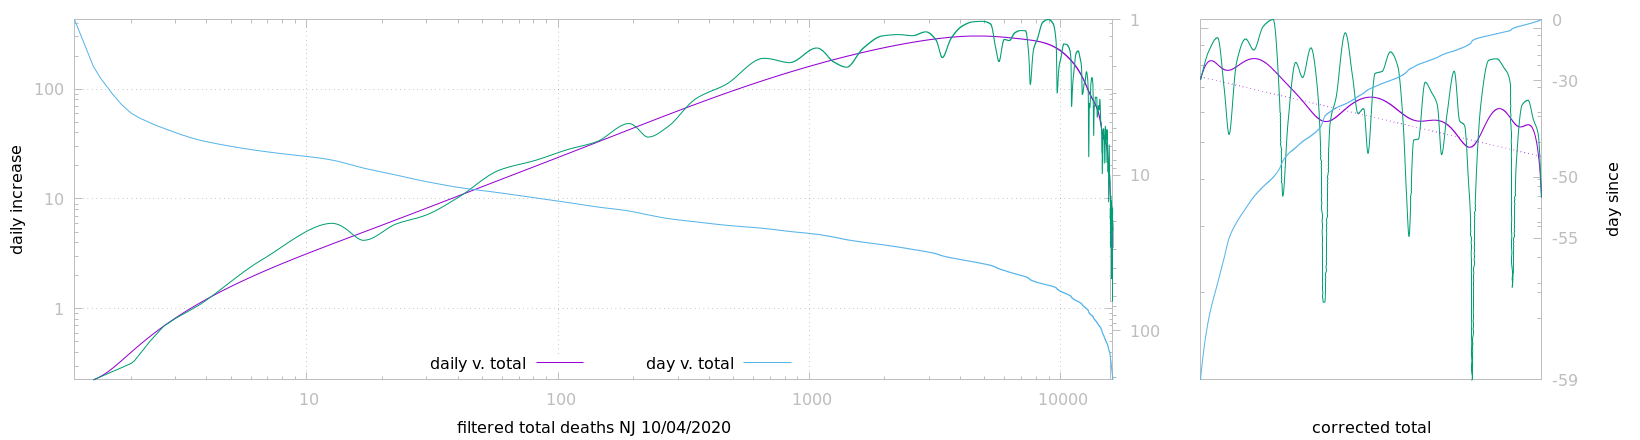 daily increase
100
10
1
10
100
1000
10000
filtered total deaths NJ 10/04/2020
daily v. total
day v. total
1
10
100
0
-30
-50
-55
-59
day since
corrected total